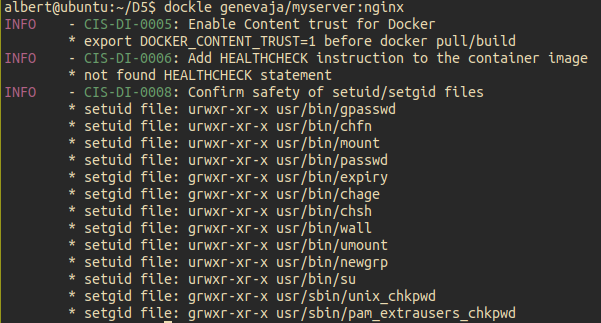 albert@ubuntu:~/D5$ dockle genevaja/myserver:nginx
INFO    - CIS-DI-0005: Enable Content trust for Docker
        * export DOCKER_CONTENT_TRUST=1 before docker pull/build
INFO    - CIS-DI-0006: Add HEALTHCHECK instruction to the container image
        * not found HEALTHCHECK statement
INFO    - CIS-DI-0008: Confirm safety of setuid/setgid files
        * setuid file: urwxr-xr-x usr/bin/gpasswd
        * setuid file: urwxr-xr-x usr/bin/chfn
        * setuid file: urwxr-xr-x usr/bin/mount
        * setuid file: urwxr-xr-x usr/bin/passwd
        * setgid file: grwxr-xr-x usr/bin/expiry
        * setgid file: grwxr-xr-x usr/bin/chage
        * setuid file: urwxr-xr-x usr/bin/chsh
        * setgid file: grwxr-xr-x usr/bin/wall
        * setuid file: urwxr-xr-x usr/bin/umount
        * setuid file: urwxr-xr-x usr/bin/newgrp
        * setuid file: urwxr-xr-x usr/bin/su
        * setgid file: grwxr-xr-x usr/sbin/unix_chkpwd
        * setgid file: grwxr-xr-x usr/sbin/pam_extrausers_chkpwd